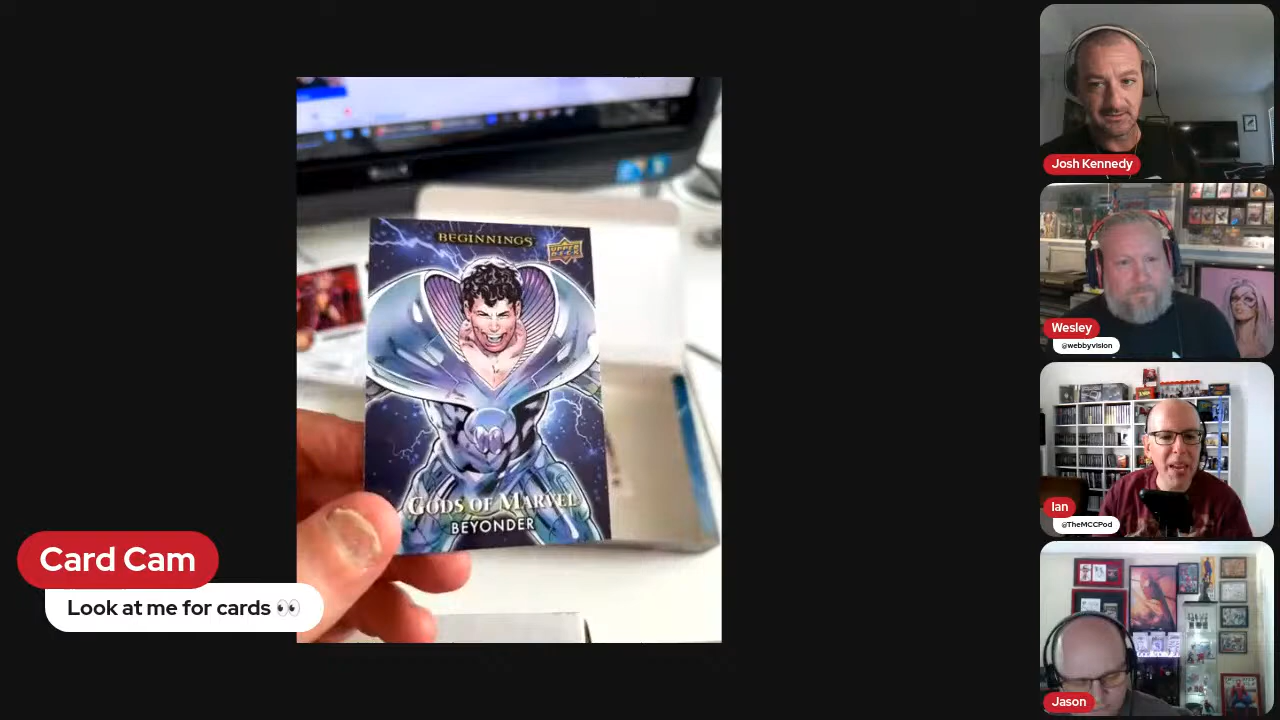 BEGINNINGS
UPPER
DECK
GODS OF MARVEL
BEYONDER
Card Cam
Look at me for cards 👀
Josh Kennedy
Wesley
@webbyvision
Ian
@TheMCCPod
Jason